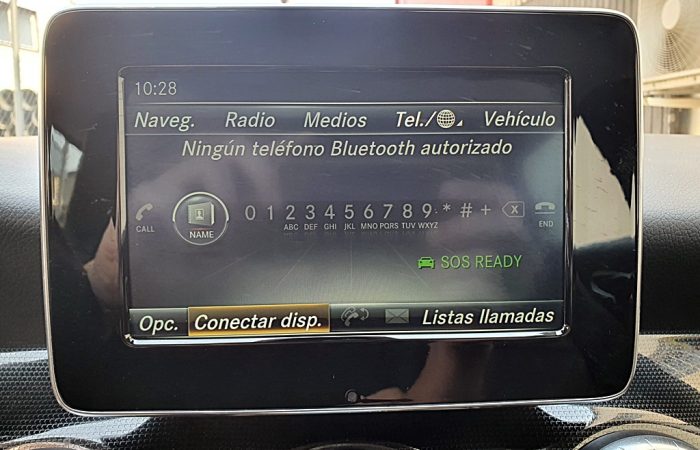 10:28
Naveg. Radio Medios Tel./ Vehículo
Ningún teléfono Bluetooth autorizado
0 1 2 3 4 5 6 7 8 9 * # + X
CALL NAME ABC DEF GHI JKL MNO PQRS TUV WXYZ END
SOS READY
Opc. Conectar disp. Listas llamadas